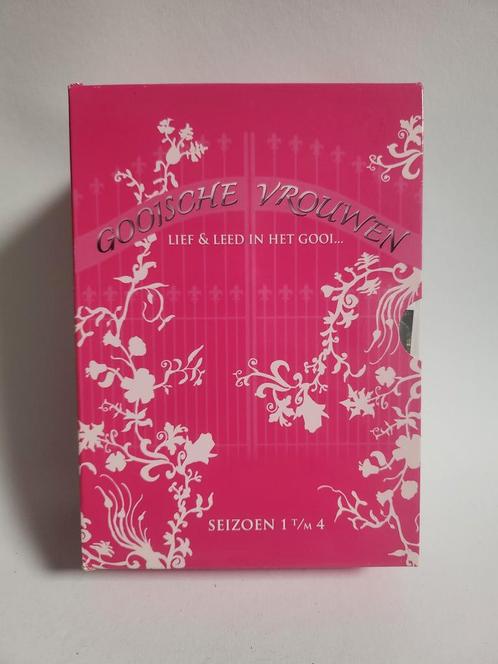 GOOISCHE VROUWEN
LIEF & LEED IN HET GOOI...
SEIZOEN 1 T/M 4